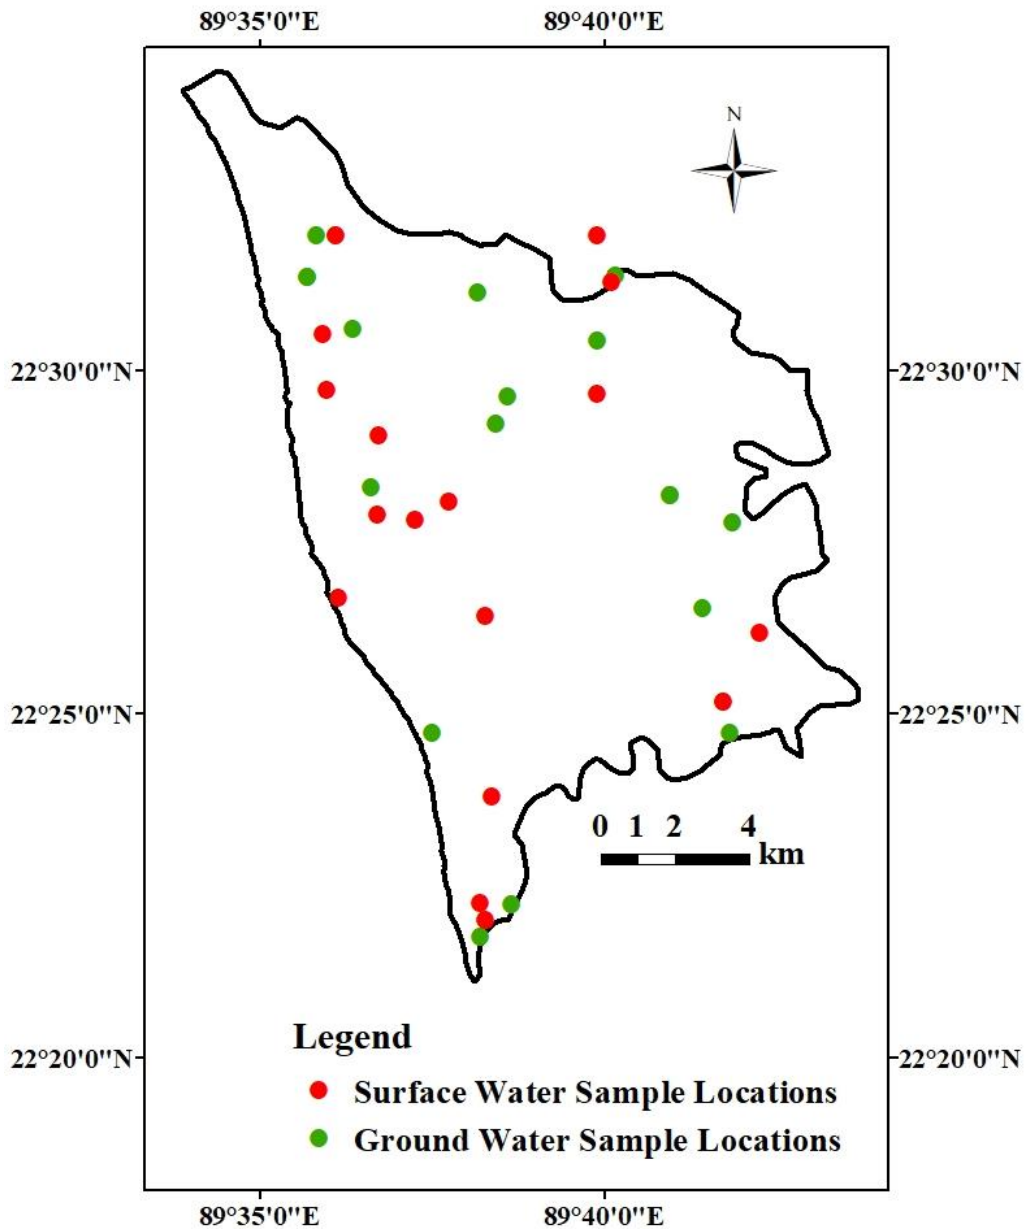 89°35'0"E 89°40'0"E
N
22°30'0"N 22°30'0"N
22°25'0"N 22°25'0"N
0 1 2 4
km
Legend
22°20'0"N 22°20'0"N
Surface Water Sample Locations
Ground Water Sample Locations
89°35'0"E 89°40'0"E